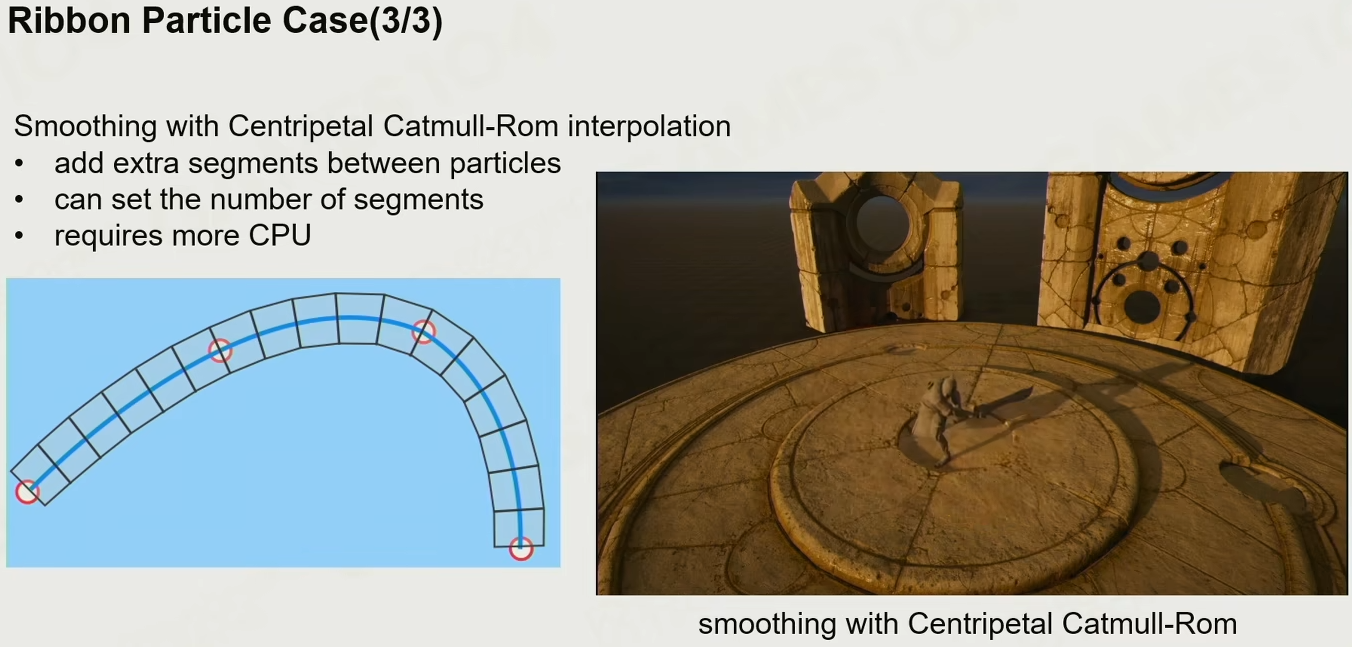 Ribbon Particle Case(3/3)
Smoothing with Centripetal Catmull-Rom interpolation
• add extra segments between particles
• can set the number of segments
• requires more CPU
smoothing with Centripetal Catmull-Rom